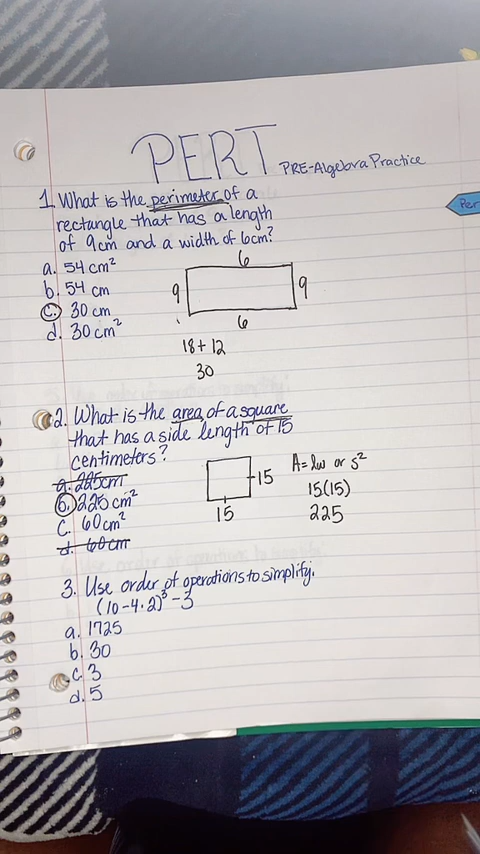 PERT
PRE-Algebra Practice
1. What is the perimeter of a
rectangle that has a length
of 9cm and a width of 6cm?
a. 54 cm²
b. 54 cm
c. 30 cm
d. 30 cm²
6
9
9
6
18 + 12
30
Per
2. What is the area of a square
that has a side length of 15
centimeters?
a. 225cm
b. 225 cm²
c. 60 cm²
d. 60 cm
15
15
A = lw or s²
15(15)
225
3. Use order of operations to simplify.
(10-4·2)³-3
a. 1725
b. 30
c. 3
d. 5